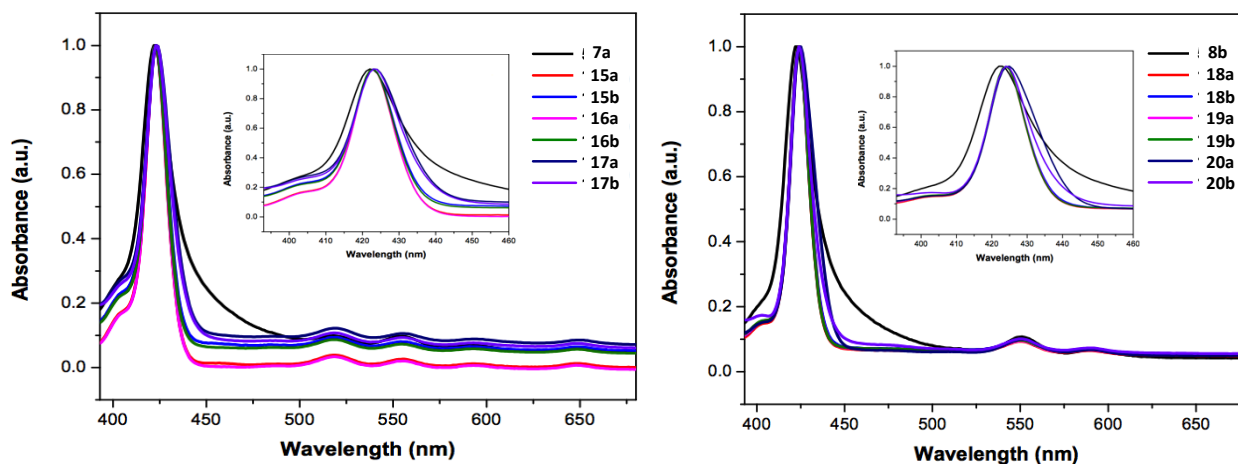 Absorbance (a.u.)
1.0
0.8
0.6
0.4
0.2
0.0
400
450
500
550
600
650
Wavelength (nm)
Absorbance (a.u.)
1.0
0.8
0.6
0.4
0.2
0.0
400
410
420
430
440
450
460
Wavelength (nm)
7a
15a
15b
16a
16b
17a
17b
Absorbance (a.u.)
1.0
0.8
0.6
0.4
0.2
0.0
400
450
500
550
600
650
Wavelength (nm)
Absorbance (a.u.)
1.0
0.8
0.6
0.4
0.2
0.0
400
410
420
430
440
450
460
Wavelength (nm)
8b
18a
18b
19a
19b
20a
20b